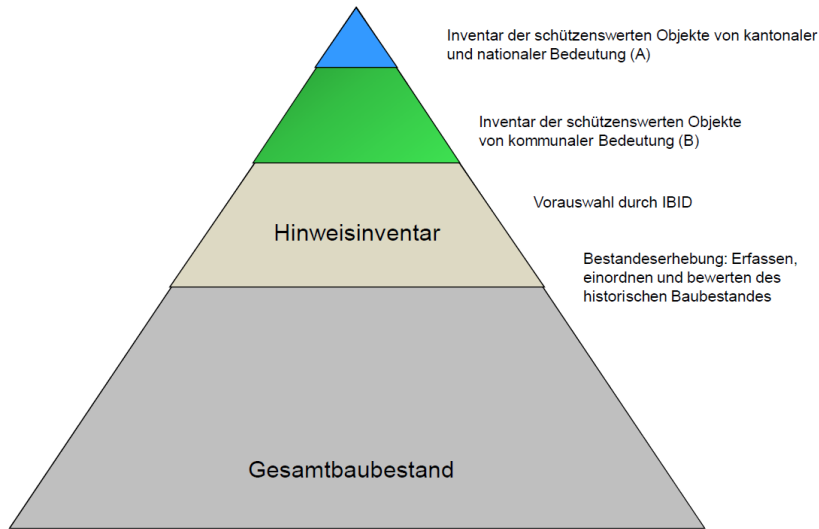 Inventar der schützenswerten Objekte von kantonaler
und nationaler Bedeutung (A)
Inventar der schützenswerten Objekte
von kommunaler Bedeutung (B)
Vorauswahl durch IBID
Hinweisinventar
Bestandeserhebung: Erfassen,
einordnen und bewerten des
historischen Baubestandes
Gesamtbaubestand